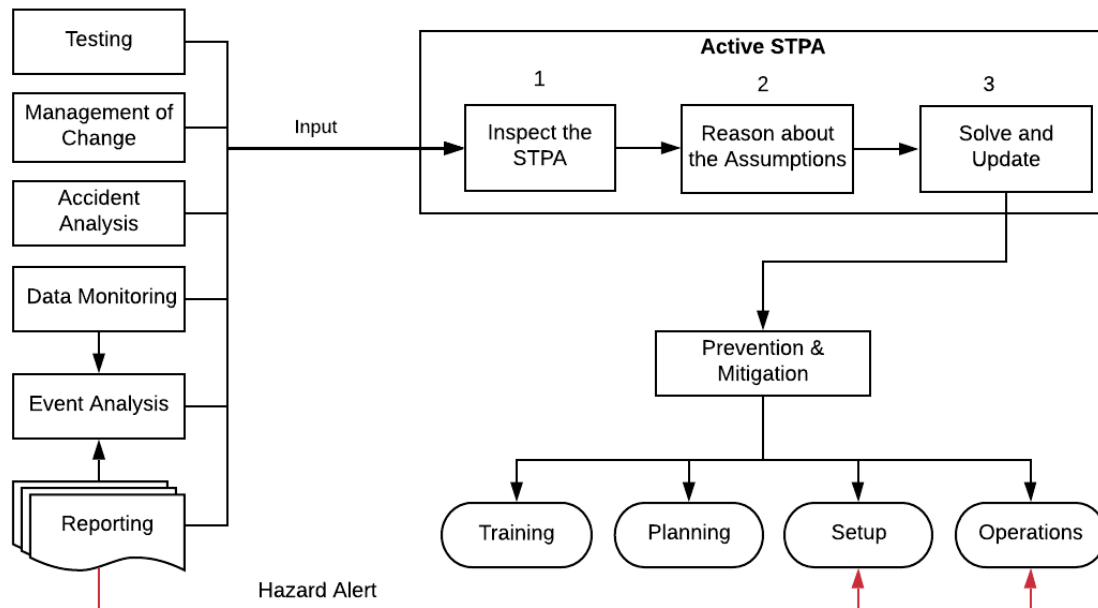 Testing
Management of
Change
Accident
Analysis
Data Monitoring
Event Analysis
Reporting
Input
Active STPA
1
2
3
Inspect the
STPA
Reason about
the Assumptions
Solve and
Update
Prevention &
Mitigation
Training
Planning
Setup
Operations
Hazard Alert